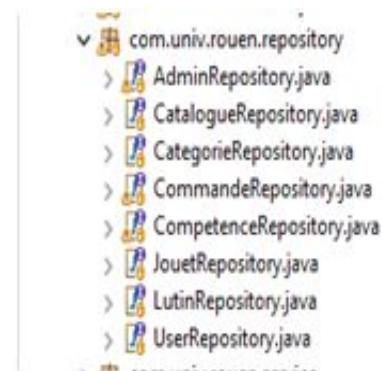 com.univ.rouen.repository
AdminRepository.java
CatalogueRepository.java
CategorieRepository.java
CommandeRepository.java
CompetenceRepository.java
JouetRepository.java
LutinRepository.java
UserRepository.java